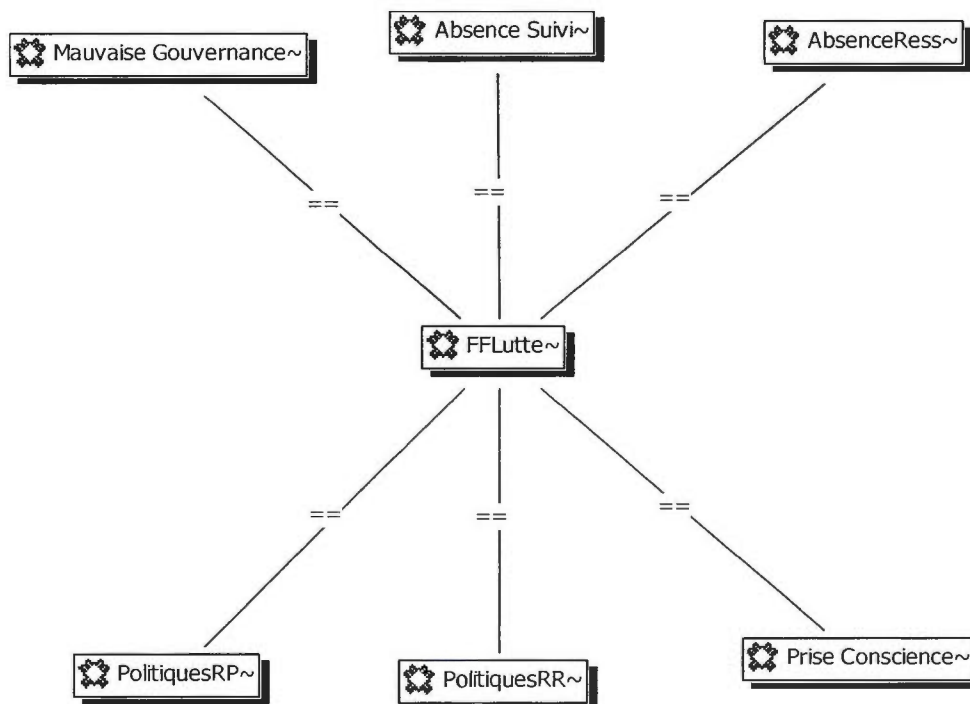 Mauvaise Gouvernance~
Absence Suivi~
AbsenceRess~
==
==
==
FFLutte~
==
==
==
PolitiquesRP~
PolitiquesRR~
Prise Conscience~